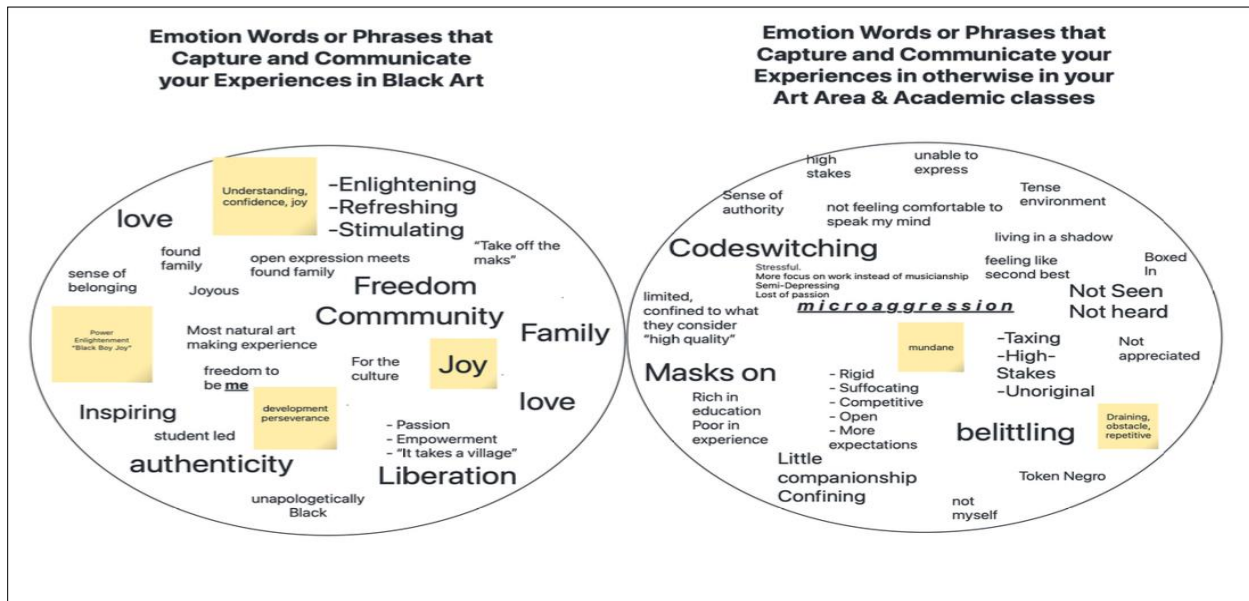 Emotion Words or Phrases that
Capture and Communicate
your Experiences in Black Art
love
Understanding,
confidence, joy
-Enlightening
-Refreshing
-Stimulating
"Take off the
maks"
found
family
open expression meets
found family
sense of
belonging
Joyous
Freedom
Commmunity
Family
Power
Enlightenment
"Black Boy Joy"
Most natural art
making experience
For the
culture
Joy
freedom to
be me
love
Inspiring
development
perseverance
student led
- Passion
- Empowerment
- "It takes a village"
authenticity
Liberation
unapologetically
Black
Emotion Words or Phrases that
Capture and Communicate your
Experiences in otherwise in your
Art Area & Academic classes
high
stakes
unable to
express
Sense of
authority
not feeling comfortable to
speak my mind
Tense
environment
Codeswitching
living in a shadow
Stressful.
More focus on work instead of musicianship
Semi-Depressing
Lost of passion
feeling like
second best
Boxed
In
limited,
confined to what
they consider
"high quality"
microaggression
Not Seen
Not heard
mundane
-Taxing
-High-
Stakes
-Unoriginal
Not
appreciated
Masks on
- Rigid
- Suffocating
- Competitive
- Open
- More
expectations
Rich in
education
Poor in
experience
belittling
Draining,
obstacle,
repetitive
Little
companionship
Confining
Token Negro
not
myself